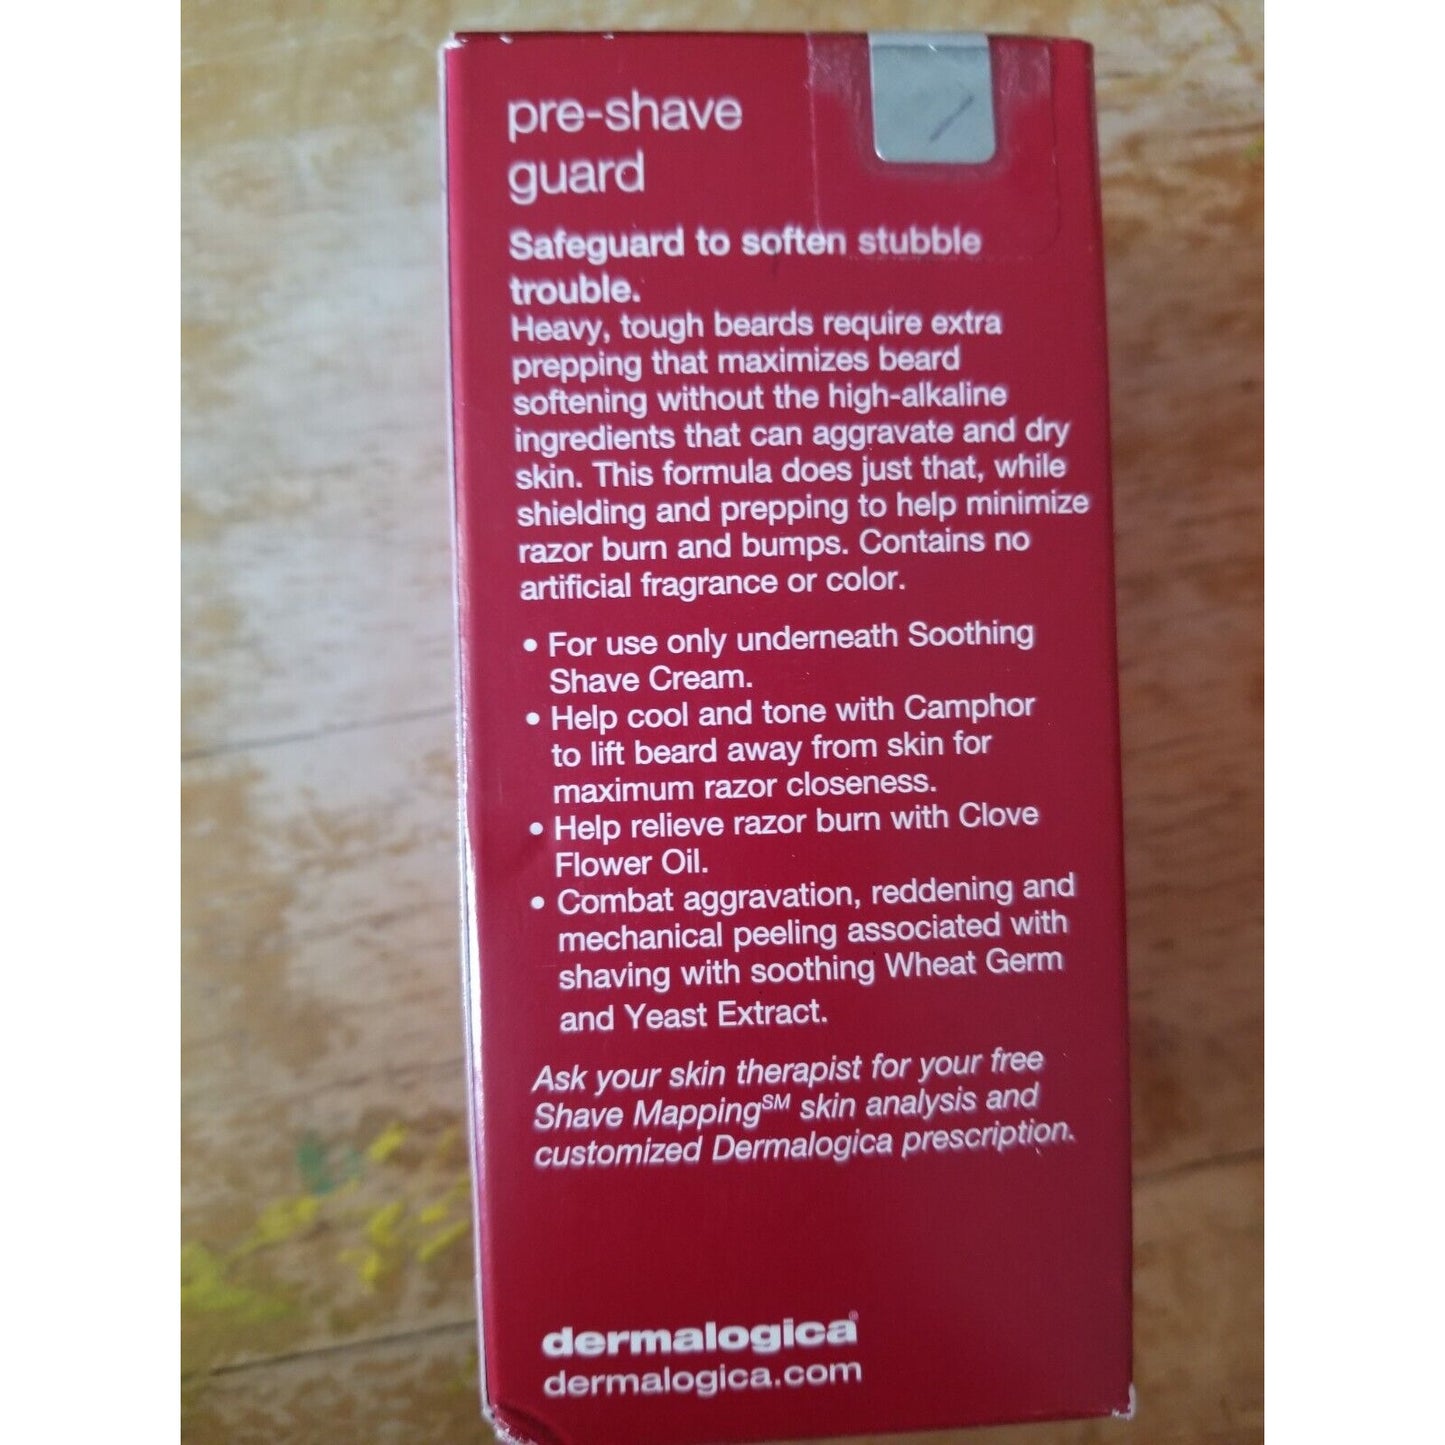 pre-shave
guard
Safeguard to soften stubble
trouble.
Heavy, tough beards require extra
prepping that maximizes beard
softening without the high-alkaline
ingredients that can aggravate and dry
skin. This formula does just that, while
shielding and prepping to help minimize
razor burn and bumps. Contains no
artificial fragrance or color.
• For use only underneath Soothing
Shave Cream.
• Help cool and tone with Camphor
to lift beard away from skin for
maximum razor closeness.
• Help relieve razor burn with Clove
Flower Oil.
• Combat aggravation, reddening and
mechanical peeling associated with
shaving with soothing Wheat Germ
and Yeast Extract.
Ask your skin therapist for your free
Shave Mapping℠ skin analysis and
customized Dermalogica prescription.
dermalogica®
dermalogica.com